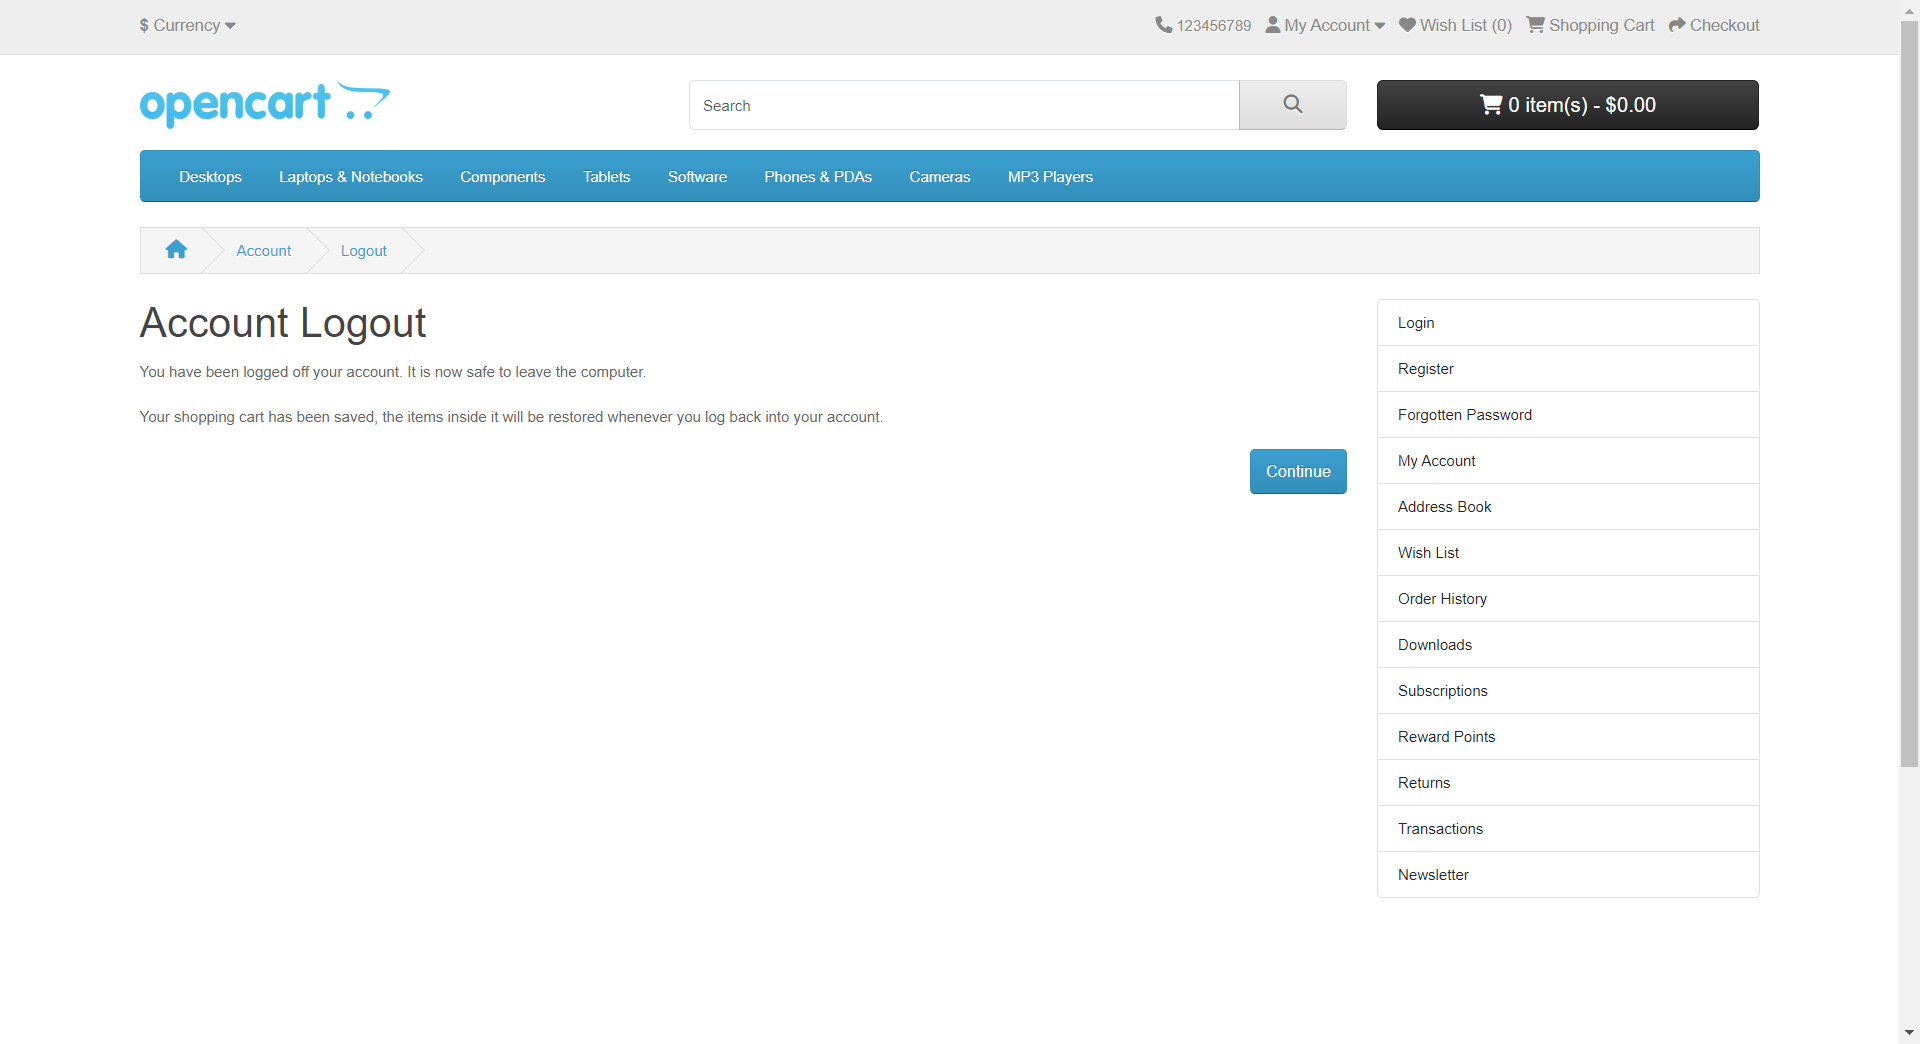 $ Currency
123456789 My Account Wish List (0) Shopping Cart Checkout
opencart
Search
0 item(s) - $0.00
Desktops Laptops & Notebooks Components Tablets Software Phones & PDAs Cameras MP3 Players
Account Logout
Account Logout
You have been logged off your account. It is now safe to leave the computer.
Your shopping cart has been saved, the items inside it will be restored whenever you log back into your account.
Continue
Login
Register
Forgotten Password
My Account
Address Book
Wish List
Order History
Downloads
Subscriptions
Reward Points
Returns
Transactions
Newsletter